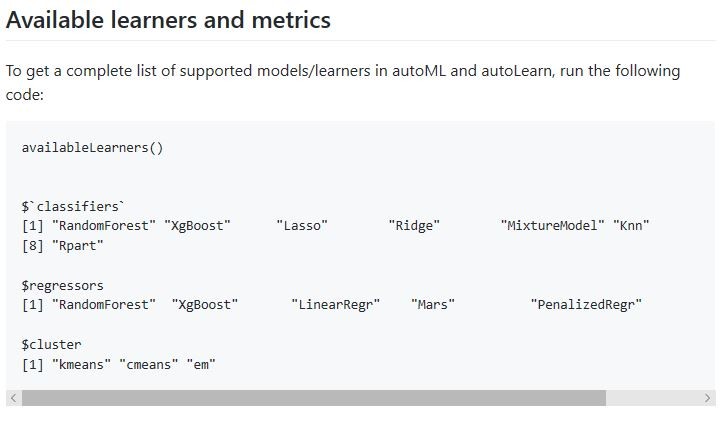 Available learners and metrics
To get a complete list of supported models/learners in autoML and autoLearn, run the following
code:
availableLearners()
$`classifiers`
[1] "RandomForest" "XgBoost"      "Lasso"        "Ridge"        "MixtureModel" "Knn"
[8] "Rpart"
$regressors
[1] "RandomForest"  "XgBoost"       "LinearRegr"    "Mars"          "PenalizedRegr"
$cluster
[1] "kmeans" "cmeans" "em"